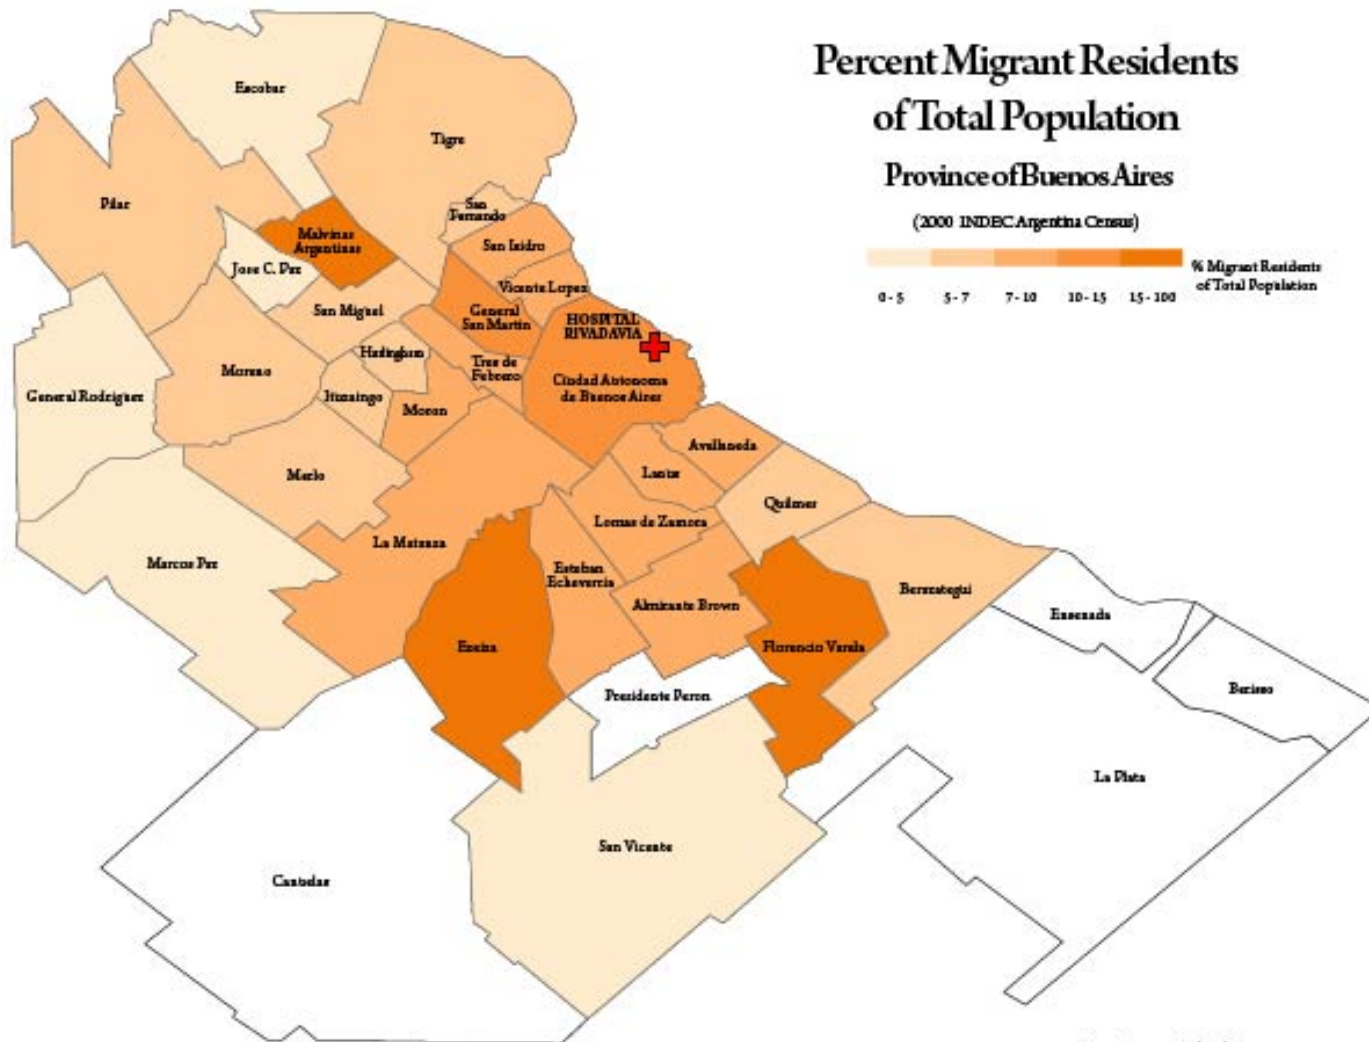 Percent Migrant Residents
of Total Population
Province of Buenos Aires
(2000 INDEC Argentina Census)
0 - 5
5 - 7
7 - 10
10 - 15
15 - 100
% Migrant Residents
of Total Population
Escobar
Tigre
Pilar
San
Fernando
Malvinas
Argentinas
San Isidro
Jose C. Paz
Vicente Lopez
San Miguel
General
San Martin
HOSPITAL
RIVADAVIA
Hurlingham
Tres de
Febrero
Moreno
Ciudad Autonoma
de Buenos Aires
General Rodriguez
Ituzaingo
Moron
Avellaneda
Merlo
Lanus
Quilmes
Lomas de Zamora
La Matanza
Marcos Paz
Esteban
Echeverria
Berazategui
Almirante Brown
Ensenada
Ezeiza
Florencio Varela
Presidente Peron
Berisso
La Plata
San Vicente
Canuelas